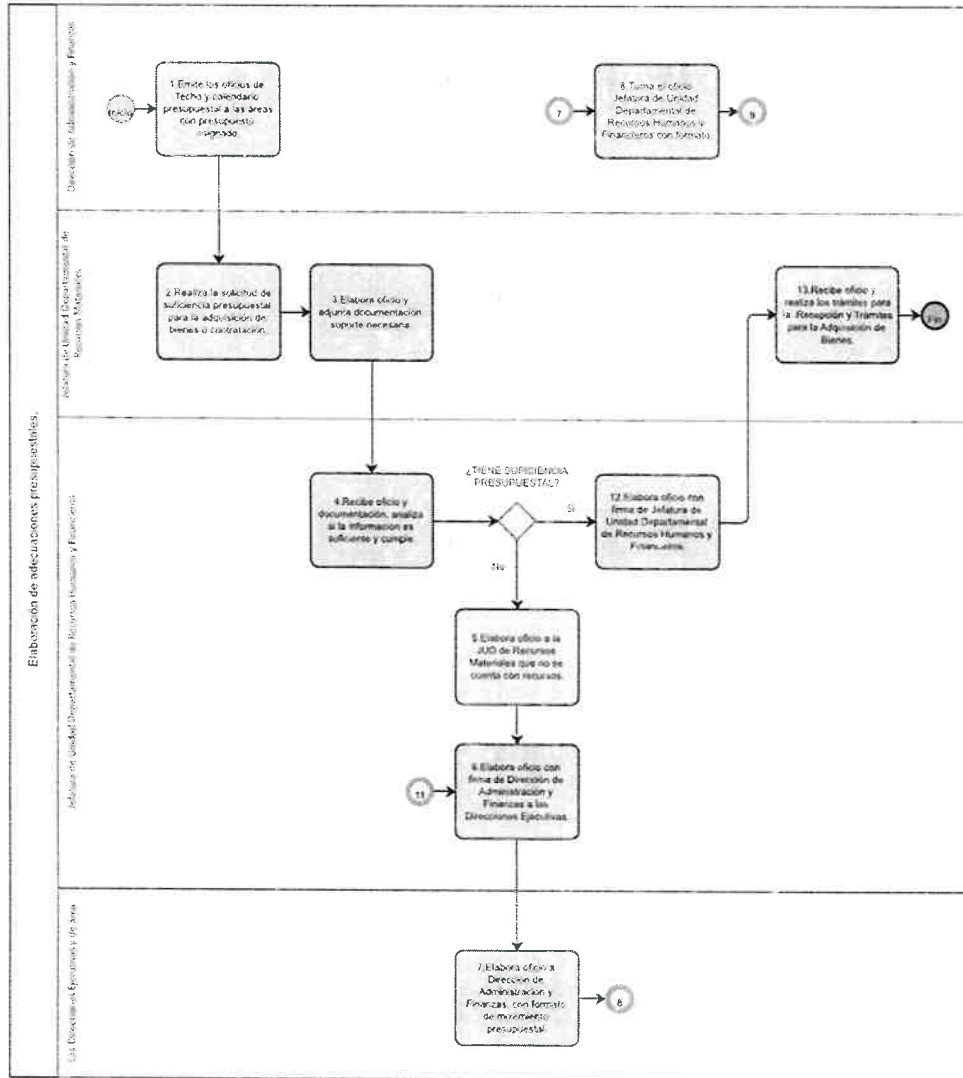 Elaboración de adecuaciones presupuestales.
Dirección de Administración y Finanzas
Inicio
1.Emite los oficios de
Techo y calendario
presupuestal a las áreas
con presupuesto
asignado.
7
8.Turna el oficio
Jefatura de Unidad
Departamental de
Recursos Humanos y
Financieros con formato.
9
Jefatura de Unidad Departamental de
Recursos Materiales
2.Realiza la solicitud de
suficiencia presupuestal
para la adquisición de
bienes o contratación.
3.Elabora oficio y
adjunta documentación
soporte necesaria.
13.Recibe oficio y
realiza los trámites para
la .Recepción y Trámites
para la Adquisición de
Bienes.
Fin
Jefatura de Unidad Departamental de Recursos Humanos y Financieros
4.Recibe oficio y
documentación, analiza
si la información es
suficiente y cumple.
¿TIENE SUFICIENCIA
PRESUPUESTAL?
Si
No
12.Elabora oficio con
firma de Jefatura de
Unidad Departamental
de Recursos Humanos y
Financieros.
5.Elabora oficio a la
JUD de Recursos
Materiales que no se
cuenta con recursos.
11
6.Elabora oficio con
firma de Dirección de
Administración y
Finanzas a las
Direcciones Ejecutivas.
Las Direcciones Ejecutivas y de área
7.Elabora oficio a
Dirección de
Administración y
Finanzas, con formato
de movimiento
presupuestal.
8